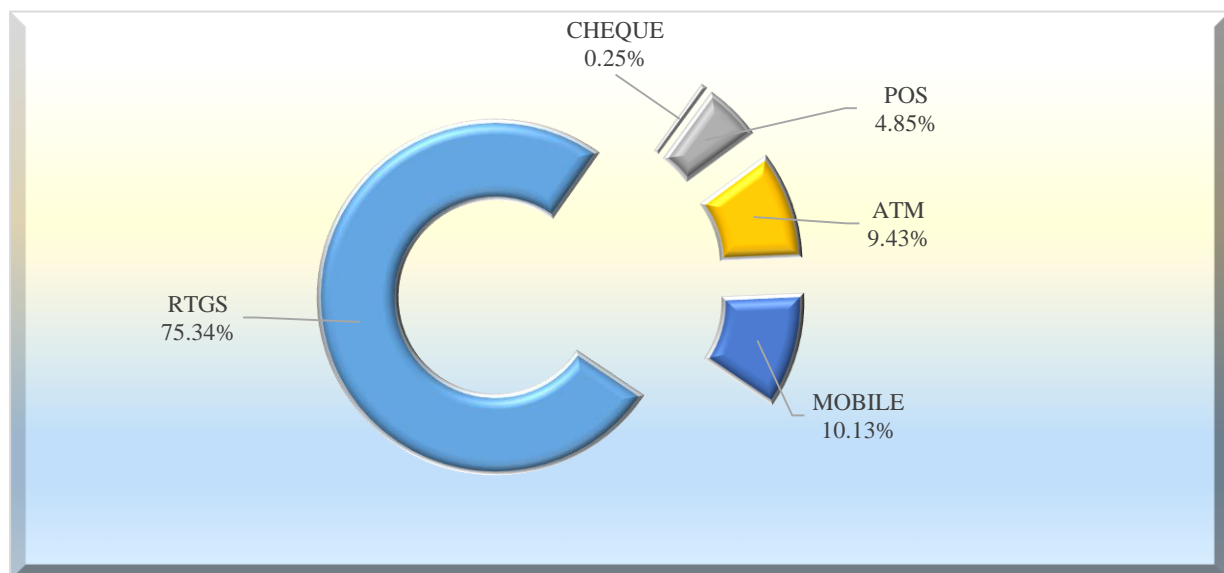 CHEQUE
0.25%
POS
4.85%
ATM
9.43%
RTGS
75.34%
MOBILE
10.13%